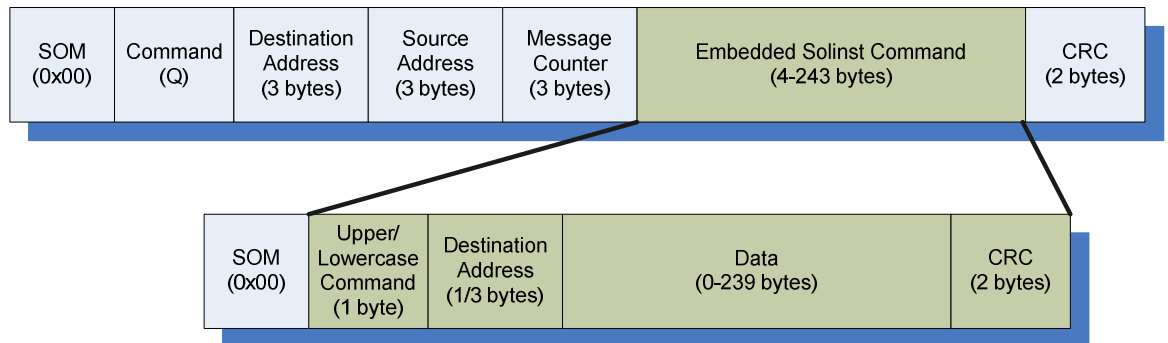 SOM
(0x00)
Command
(Q)
Destination
Address
(3 bytes)
Source
Address
(3 bytes)
Message
Counter
(3 bytes)
Embedded Solinst Command
(4-243 bytes)
CRC
(2 bytes)
SOM
(0x00)
Upper/
Lowercase
Command
(1 byte)
Destination
Address
(1/3 bytes)
Data
(0-239 bytes)
CRC
(2 bytes)